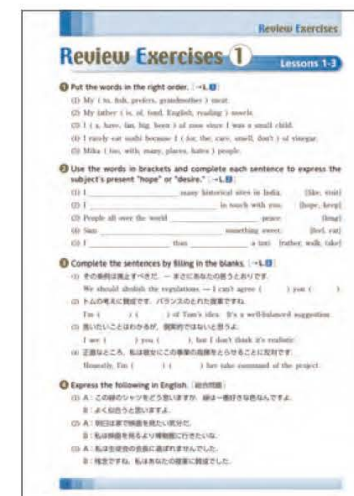 Review Exercises
Review Exercises 1
Lessons 1-3
1 Put the words in the right order. [→L.1]
(1) My ( to, fish, prefers, grandmother ) meat.
(2) My father ( is, of, fond, English, reading ) novels.
(3) I ( a, have, fan, big, been ) of zoos since I was a small child.
(4) I rarely eat sushi because I ( for, the, care, smell, don't ) of vinegar.
(5) Mika ( too, with, many, places, hates ) people.
2 Use the words in brackets and complete each sentence to express the
subject's present "hope" or "desire." [→L.2]
(1) I many historical sites in India. [like, visit]
(2) I in touch with you. [hope, keep]
(3) People all over the world peace. [long]
(4) Sam something sweet. [feel, eat]
(5) I than a taxi [rather, walk, take]
3 Complete the sentences by filling in the blanks. [→L.3]
(1) その条例は廃止すべきだ。― まさにあなたの思うとおりです。
We should abolish the regulations. — I can't agree ( ) you ( ).
(2) トムの考えに賛成です。バランスのとれた提案ですね。
I'm ( ) ( ) of Tom's idea. It's a well-balanced suggestion.
(3) 言いたいことはわかるが、現実的ではないと思うよ。
I see ( ) you ( ), but I don't think it's realistic.
(4) 正直なところ、私は彼女にこの事業の指揮をとらせることに反対です。
Honestly, I'm ( ) ( ) her take command of the project.
4 Express the following in English. [総合問題]
(1) A：この緑のシャツをどう思いますか。緑は一番好きな色なんですよ。
B：よく似合うと思いますよ。
(2) A：明日は家で映画を見たい気分だ。
B：私は映画を見るより博物館に行きたいな。
(3) A：私は生徒会の会長に選ばれませんでした。
B：残念ですね。私はあなたの提案に賛成でした。